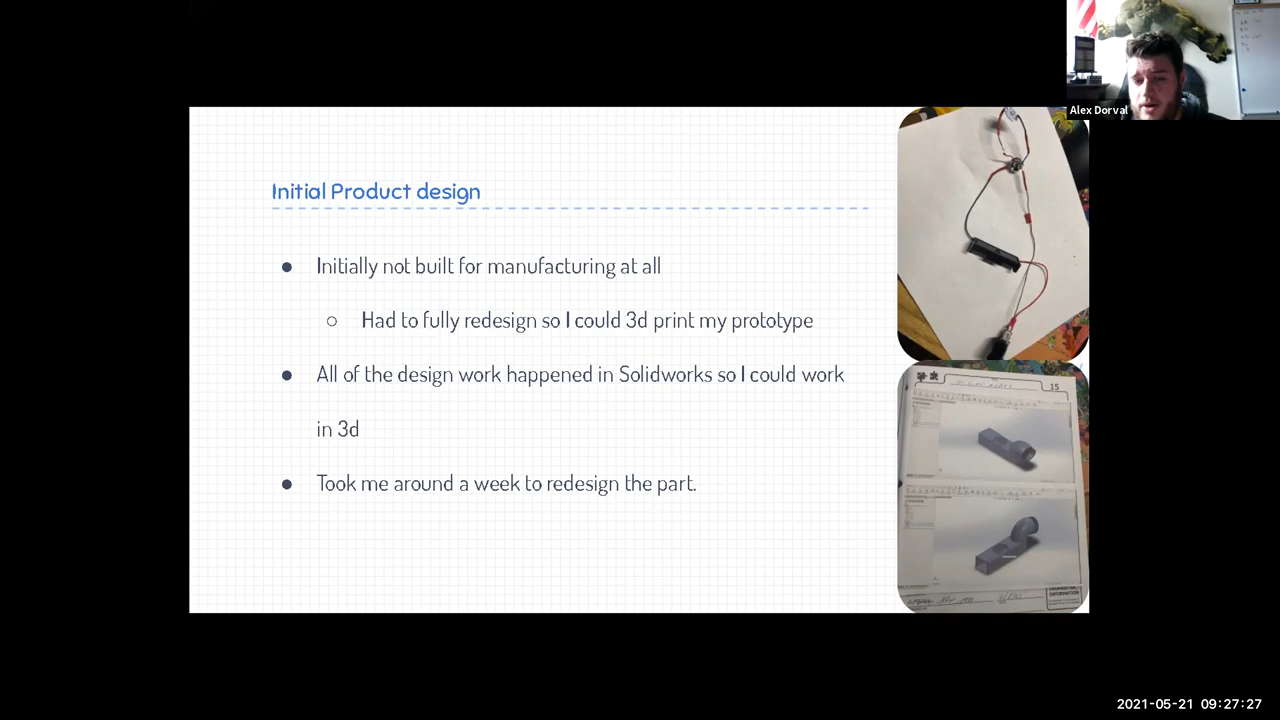 Alex Dorval
Initial Product design
● Initially not built for manufacturing at all
○ Had to fully redesign so I could 3d print my prototype
● All of the design work happened in Solidworks so I could work
in 3d
● Took me around a week to redesign the part.
15
INFORMATION
2021-05-21 09:27:27